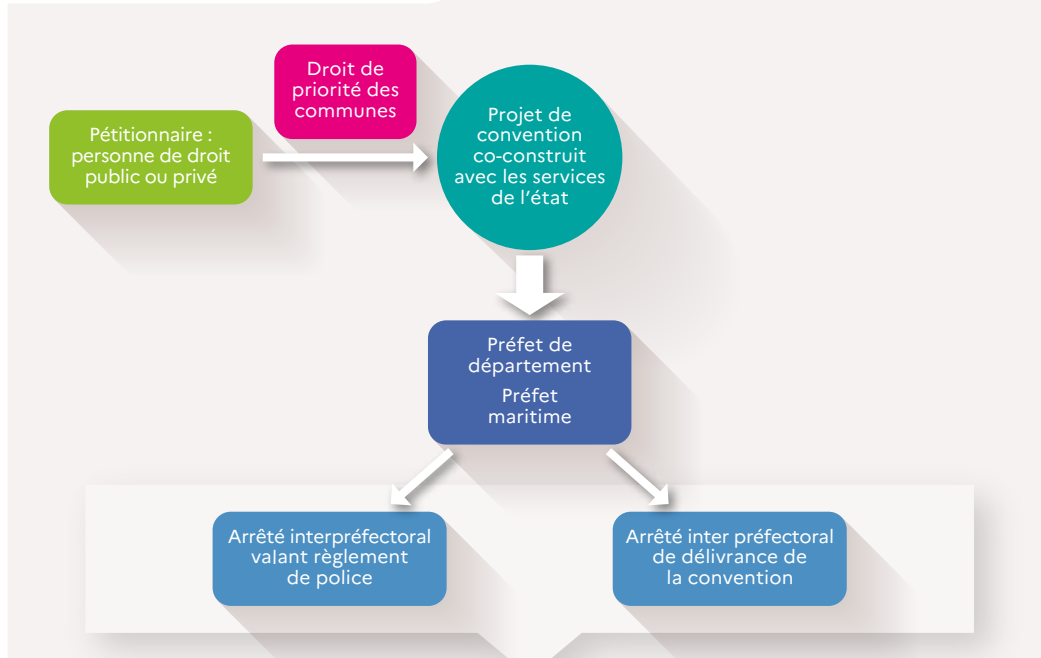 Droit de
priorité des
communes
Pétitionnaire :
personne de droit
public ou privé
Projet de
convention
co-construit
avec les services
de l'état
Préfet de
département
Préfet
maritime
Arrêté interpréfectoral
valant règlement
de police
Arrêté inter préfectoral
de délivrance de
la convention